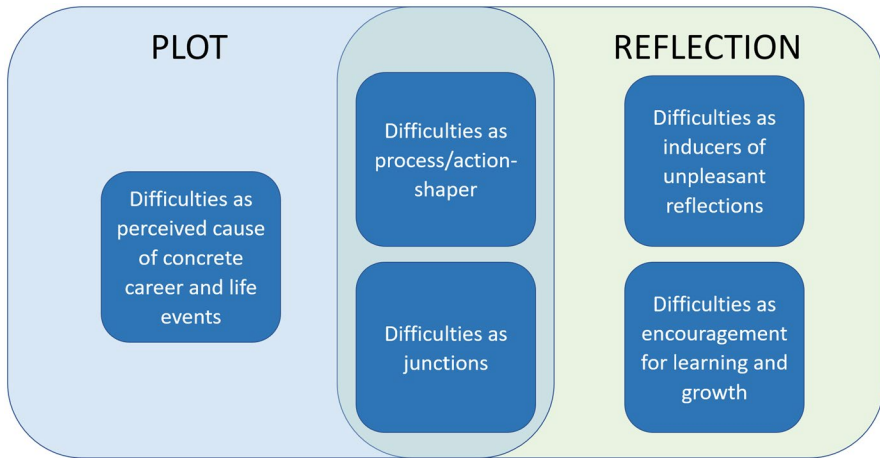 PLOT
REFLECTION
Difficulties as
perceived cause
of concrete
career and life
events
Difficulties as
process/action-
shaper
Difficulties as
junctions
Difficulties as
inducers of
unpleasant
reflections
Difficulties as
encouragement
for learning and
growth